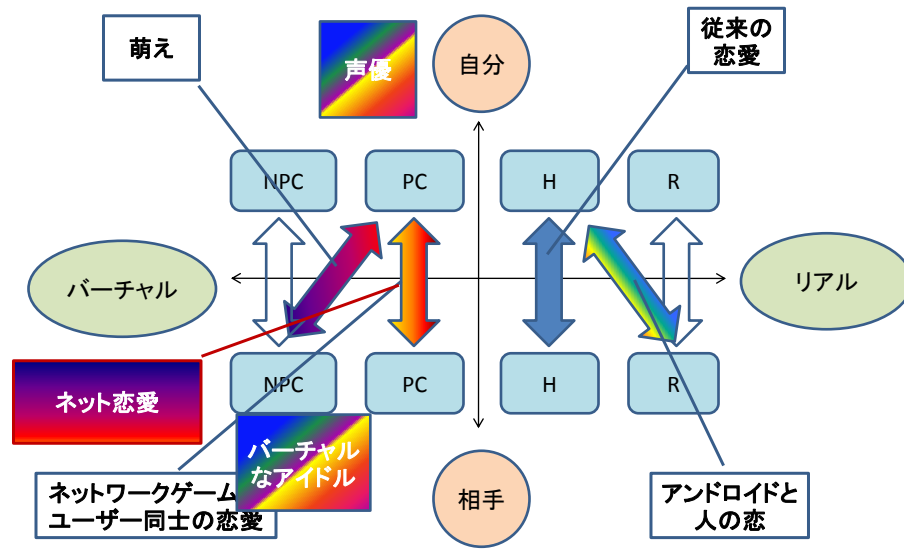 萌え
声優
自分
従来の
恋愛
NPC
PC
H
R
バーチャル
リアル
NPC
PC
H
R
ネット恋愛
バーチャル
なアイドル
ネットワークゲーム
ユーザー同士の恋愛
相手
アンドロイドと
人の恋